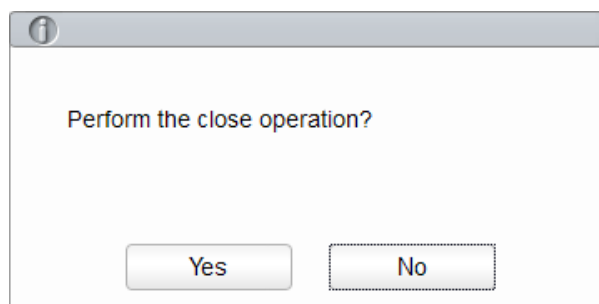 Perform the close operation?
Yes No